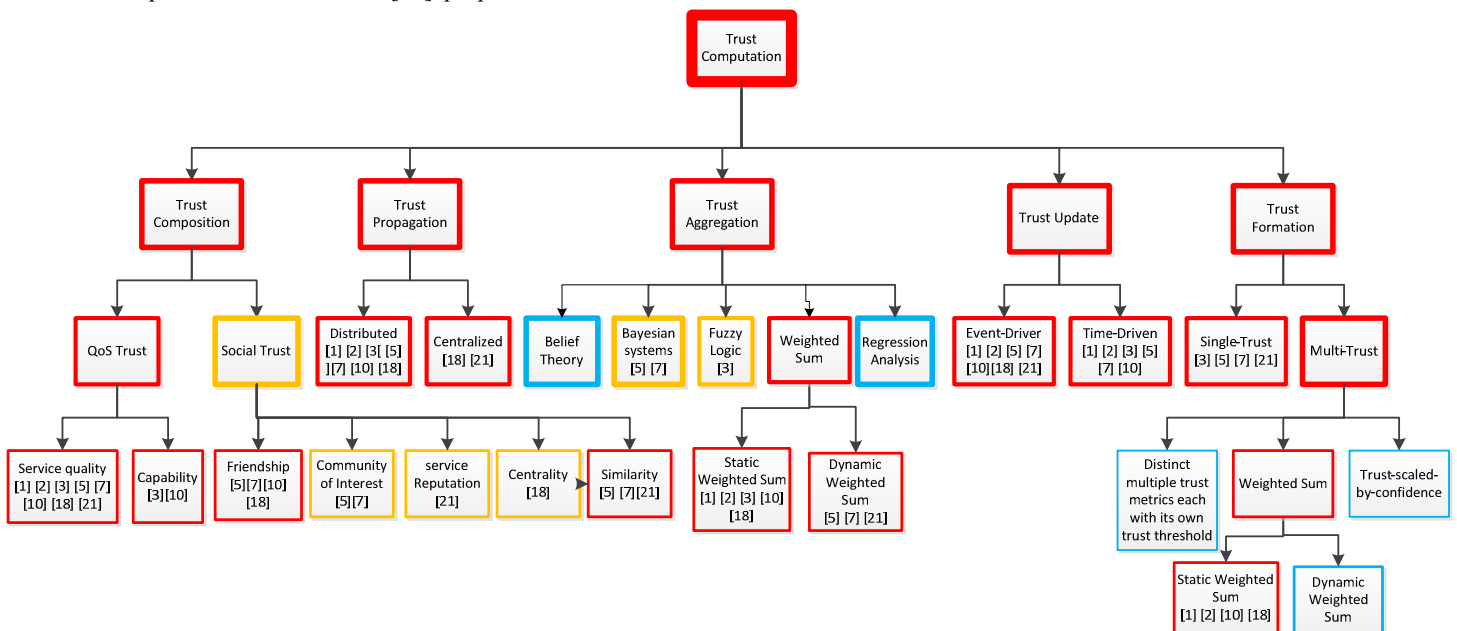 Trust
Computation
Trust
Composition
Trust
Propagation
Trust
Aggregation
Trust Update
Trust
Formation
QoS Trust
Social Trust
Distributed
[1] [2] [3[ [5]
][7] [10] [18]
Centralized
[18] [21]
Belief
Theory
Bayesian
systems
[5] [7]
Fuzzy
Logic
[3]
Weighted
Sum
Regression
Analysis
Event-Driver
[1] [2] [5] [7]
[10][18] [21]
Time-Driven
[1] [2] [3] [5]
[7] [10]
Single-Trust
[3] [5] [7] [21]
Multi-Trust
Service quality
[1] [2] [3] [5] [7]
[10] [18] [21]
Capability
[3][10]
Friendship
[5][7][10]
[18]
Community
of Interest
[5][7]
service
Reputation
[21]
Centrality
[18]
Similarity
[5] [7][21]
Static
Weighted Sum
[1] [2] [3] [10]
[18]
Dynamic
Weighted
Sum
[5] [7] [21]
Distinct
multiple trust
metrics each
with its own
trust threshold
Weighted Sum
Trust-scaled-
by-confidence
Static Weighted
Sum
[1] [2] [10] [18]
Dynamic
Weighted
Sum